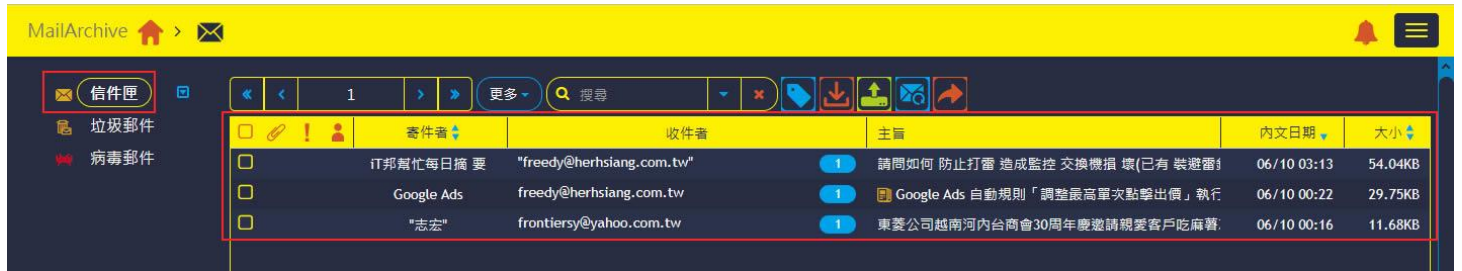 MailArchive >
信件匣
« < 1 > » 更多 搜尋
垃圾郵件
病毒郵件
寄件者 收件者 主旨 內文日期 大小
iT邦幫忙每日摘 要 "freedy@herhsiang.com.tw" 1 請問如何 防止打雷 造成監控 交換機損 壞(已有 裝避雷 06/10 03:13 54.04KB
Google Ads freedy@herhsiang.com.tw 1 Google Ads 自動規則「調整最高單次點擊出價」執行 06/10 00:22 29.75KB
"志宏" frontiersy@yahoo.com.tw 1 東菱公司越南河內台商會30周年慶邀請親愛客戶吃麻薯 06/10 00:16 11.68KB